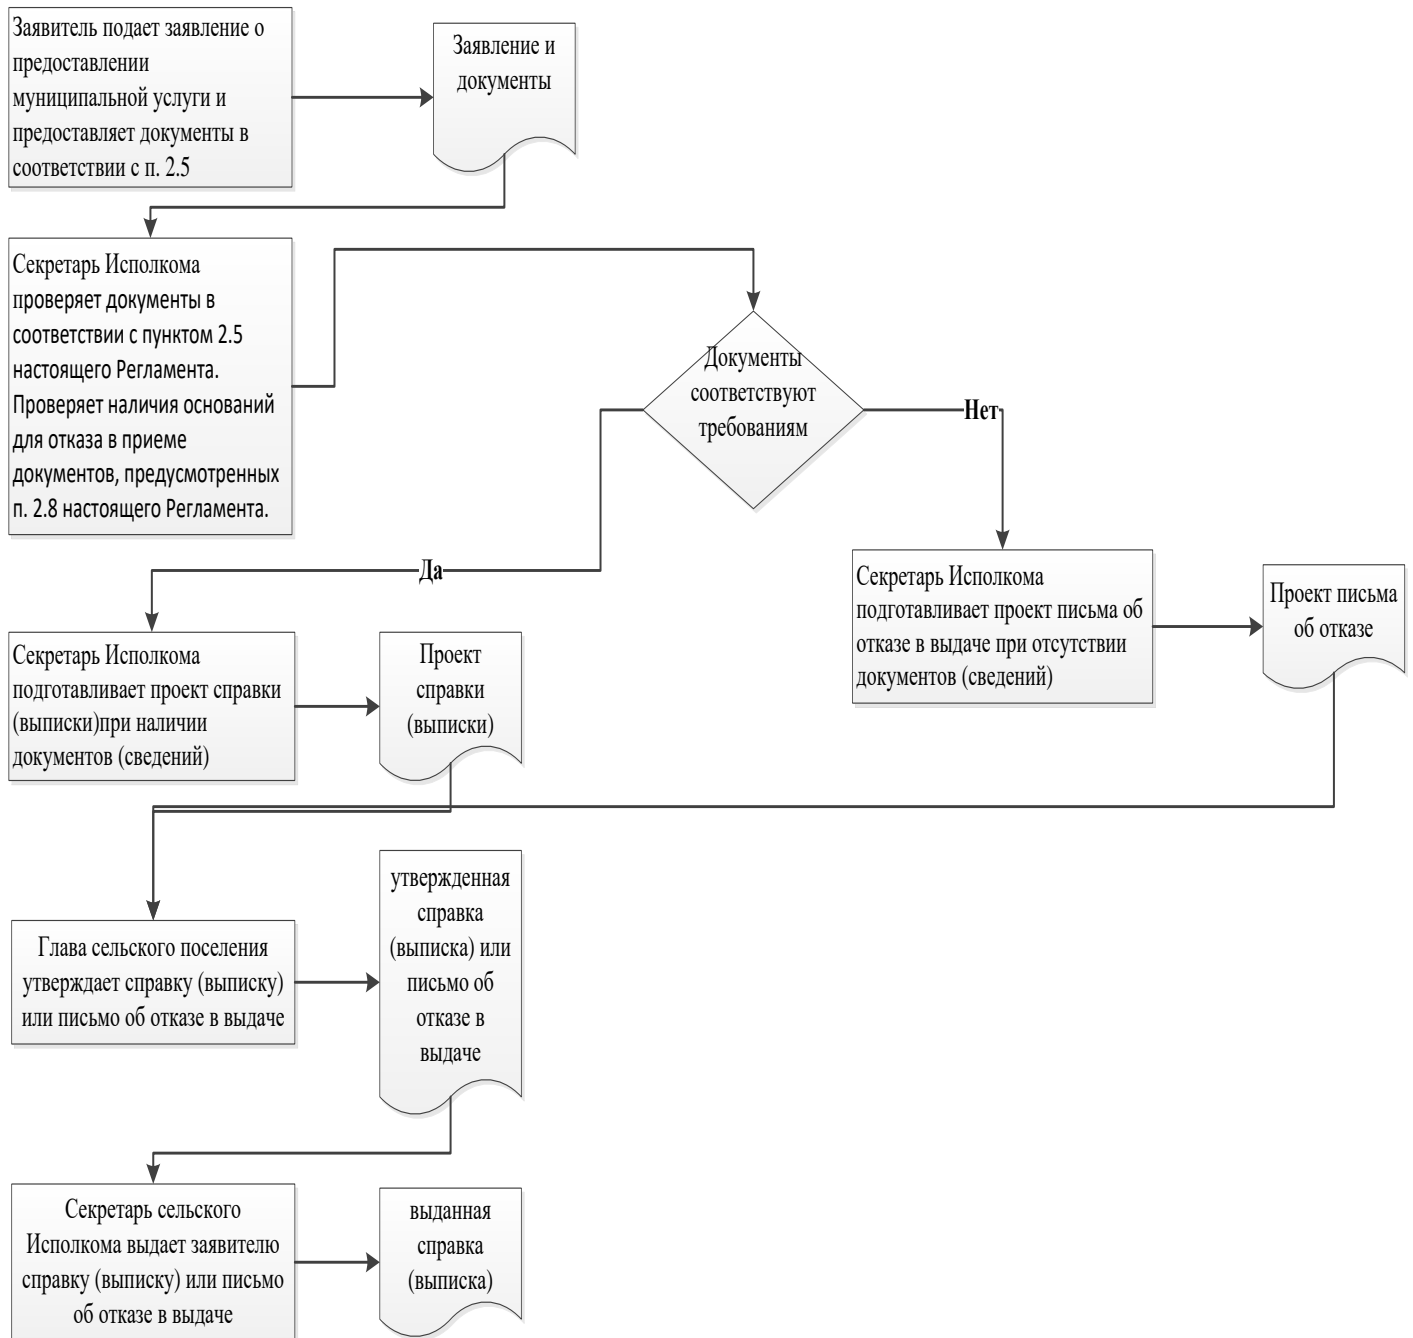 Заявитель подает заявление о
предоставлении
муниципальной услуги и
предоставляет документы в
соответствии с п. 2.5
Заявление и
документы
Секретарь Исполкома
проверяет документы в
соответствии с пунктом 2.5
настоящего Регламента.
Проверяет наличия оснований
для отказа в приеме
документов, предусмотренных
п. 2.8 настоящего Регламента.
Документы
соответствуют
требованиям
Нет
Да
Секретарь Исполкома
подготавливает проект письма об
отказе в выдаче при отсутствии
документов (сведений)
Проект письма
об отказе
Секретарь Исполкома
подготавливает проект справки
(выписки)при наличии
документов (сведений)
Проект
справки
(выписки)
Глава сельского поселения
утверждает справку (выписку)
или письмо об отказе в выдаче
утвержденная
справка
(выписка) или
письмо об
отказе в
выдаче
Секретарь сельского
Исполкома выдает заявителю
справку (выписку) или письмо
об отказе в выдаче
выданная
справка
(выписка)